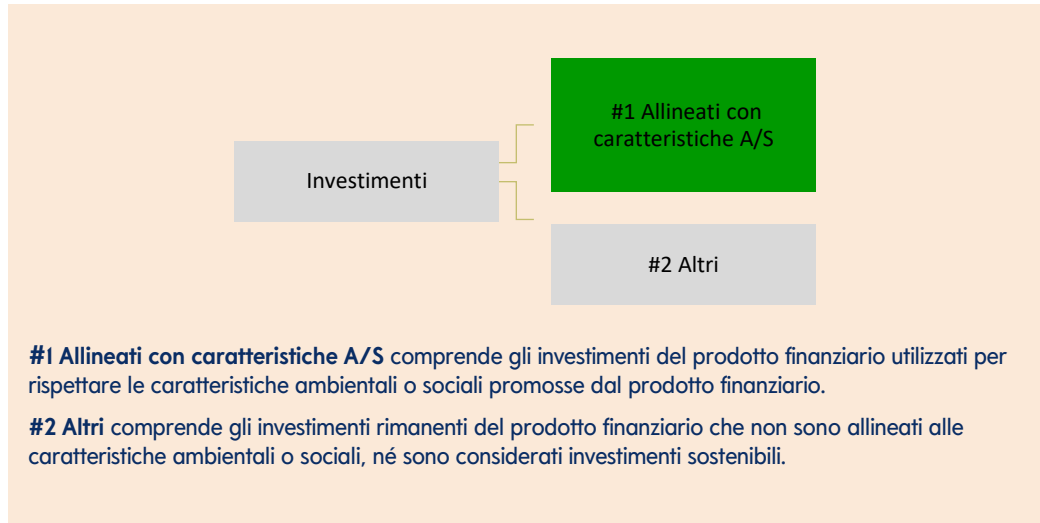 #1 Allineati con
caratteristiche A/S
Investimenti
#2 Altri
#1 Allineati con caratteristiche A/S comprende gli investimenti del prodotto finanziario utilizzati per
rispettare le caratteristiche ambientali o sociali promosse dal prodotto finanziario.
#2 Altri comprende gli investimenti rimanenti del prodotto finanziario che non sono allineati alle
caratteristiche ambientali o sociali, né sono considerati investimenti sostenibili.